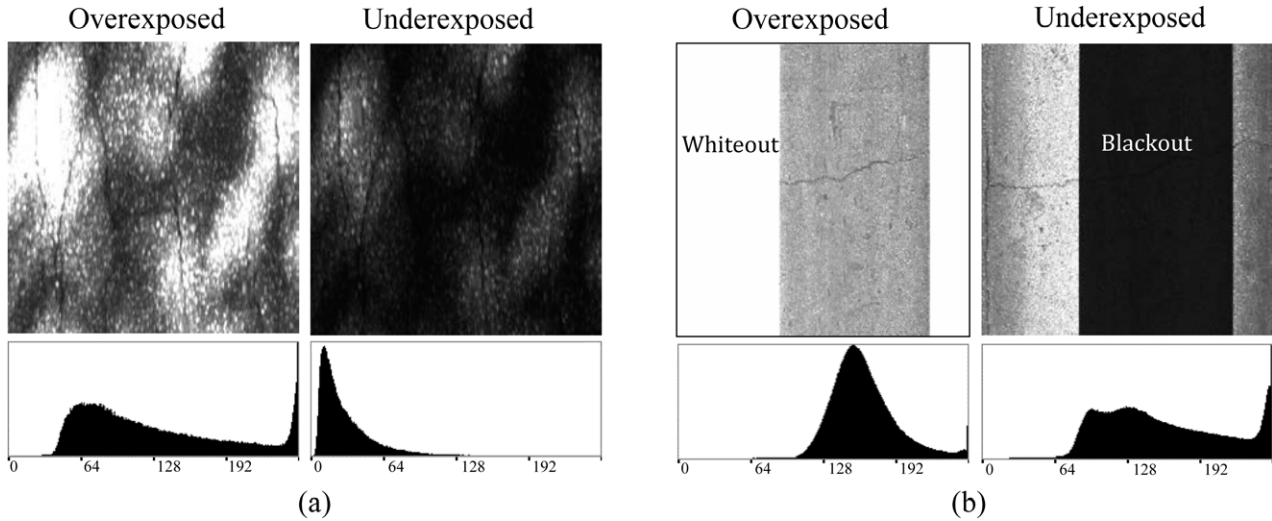 Overexposed
Underexposed
Overexposed
Underexposed
Whiteout
Blackout
0 64 128 192
0 64 128 192
0 64 128 192
0 64 128 192
(a)
(b)